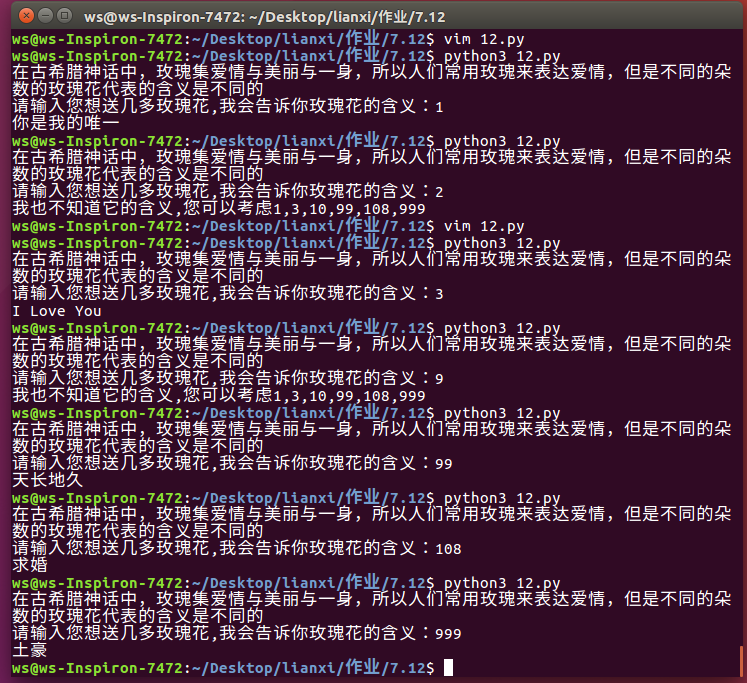 ws@ws-Inspiron-7472: ~/Desktop/lianxi/作业/7.12
ws@ws-Inspiron-7472:~/Desktop/lianxi/作业/7.12$ vim 12.py
ws@ws-Inspiron-7472:~/Desktop/lianxi/作业/7.12$ python3 12.py
在古希腊神话中，玫瑰集爱情与美丽与一身，所以人们常用玫瑰来表达爱情，但是不同的朵
数的玫瑰花代表的含义是不同的
请输入您想送几多玫瑰花,我会告诉你玫瑰花的含义：1
你是我的唯一
ws@ws-Inspiron-7472:~/Desktop/lianxi/作业/7.12$ python3 12.py
在古希腊神话中，玫瑰集爱情与美丽与一身，所以人们常用玫瑰来表达爱情，但是不同的朵
数的玫瑰花代表的含义是不同的
请输入您想送几多玫瑰花,我会告诉你玫瑰花的含义：2
我也不知道它的含义,您可以考虑1,3,10,99,108,999
ws@ws-Inspiron-7472:~/Desktop/lianxi/作业/7.12$ vim 12.py
ws@ws-Inspiron-7472:~/Desktop/lianxi/作业/7.12$ python3 12.py
在古希腊神话中，玫瑰集爱情与美丽与一身，所以人们常用玫瑰来表达爱情，但是不同的朵
数的玫瑰花代表的含义是不同的
请输入您想送几多玫瑰花,我会告诉你玫瑰花的含义：3
I Love You
ws@ws-Inspiron-7472:~/Desktop/lianxi/作业/7.12$ python3 12.py
在古希腊神话中，玫瑰集爱情与美丽与一身，所以人们常用玫瑰来表达爱情，但是不同的朵
数的玫瑰花代表的含义是不同的
请输入您想送几多玫瑰花,我会告诉你玫瑰花的含义：9
我也不知道它的含义,您可以考虑1,3,10,99,108,999
ws@ws-Inspiron-7472:~/Desktop/lianxi/作业/7.12$ python3 12.py
在古希腊神话中，玫瑰集爱情与美丽与一身，所以人们常用玫瑰来表达爱情，但是不同的朵
数的玫瑰花代表的含义是不同的
请输入您想送几多玫瑰花,我会告诉你玫瑰花的含义：99
天长地久
ws@ws-Inspiron-7472:~/Desktop/lianxi/作业/7.12$ python3 12.py
在古希腊神话中，玫瑰集爱情与美丽与一身，所以人们常用玫瑰来表达爱情，但是不同的朵
数的玫瑰花代表的含义是不同的
请输入您想送几多玫瑰花,我会告诉你玫瑰花的含义：108
求婚
ws@ws-Inspiron-7472:~/Desktop/lianxi/作业/7.12$ python3 12.py
在古希腊神话中，玫瑰集爱情与美丽与一身，所以人们常用玫瑰来表达爱情，但是不同的朵
数的玫瑰花代表的含义是不同的
请输入您想送几多玫瑰花,我会告诉你玫瑰花的含义：999
土豪
ws@ws-Inspiron-7472:~/Desktop/lianxi/作业/7.12$